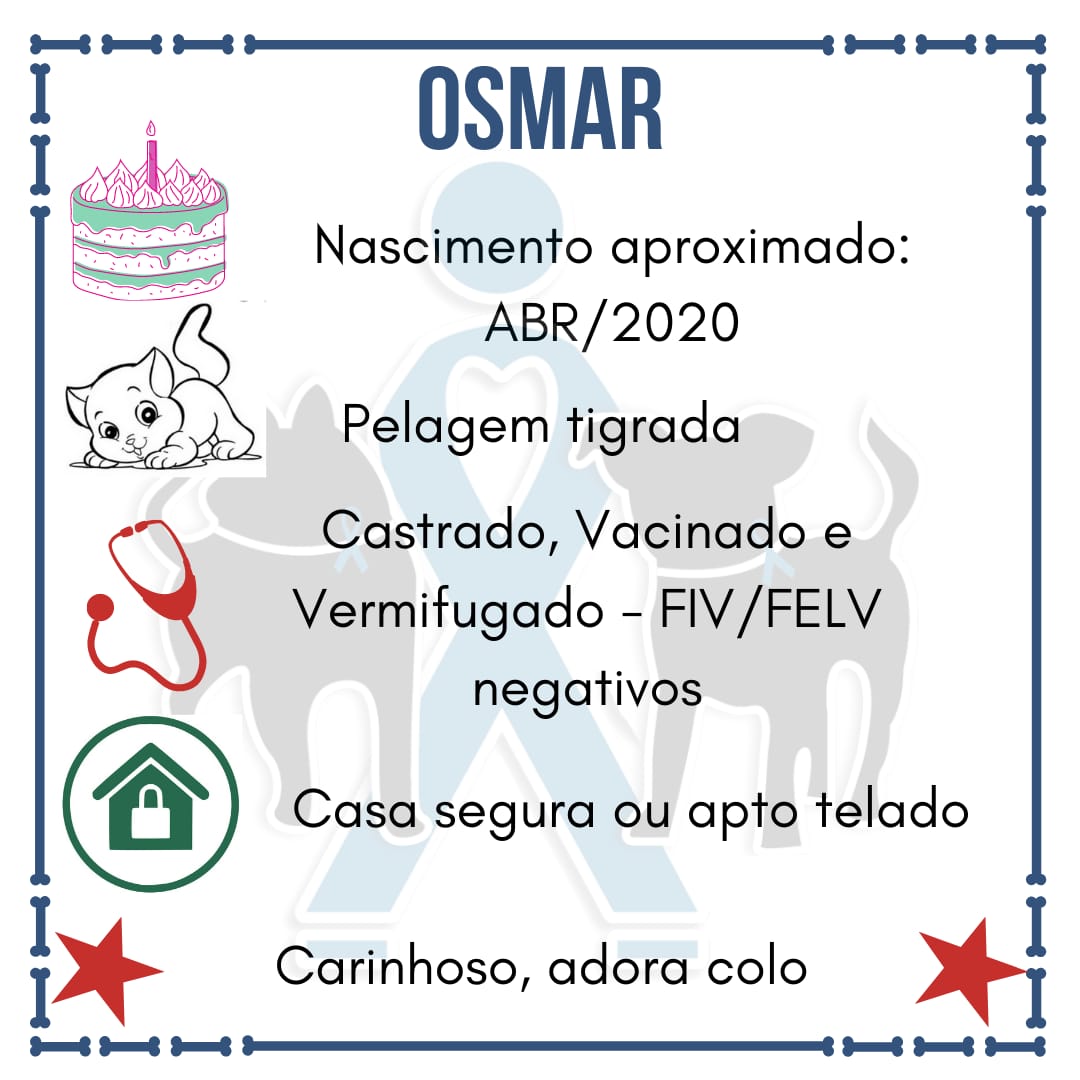 OSMAR
Nascimento aproximado:
ABR/2020
Pelagem tigrada
Castrado, Vacinado e
Vermifugado - FIV/FELV
negativos
Casa segura ou apto telado
Carinhoso, adora colo